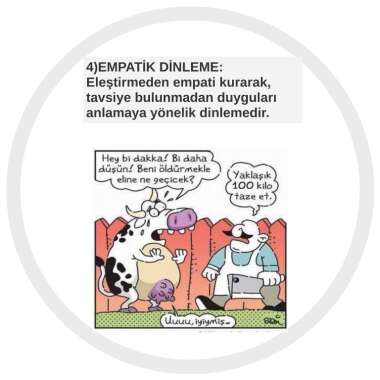 4)EMPATİK DİNLEME:
Eleştirmeden empati kurarak,
tavsiye bulunmadan duyguları
anlamaya yönelik dinlemedir.
Hey bi dakka! Bi daha
düşün! Beni öldürmekle
eline ne geçicek?
Yaklaşık
100 kilo
taze et.
Uuuu, iyiymiş..